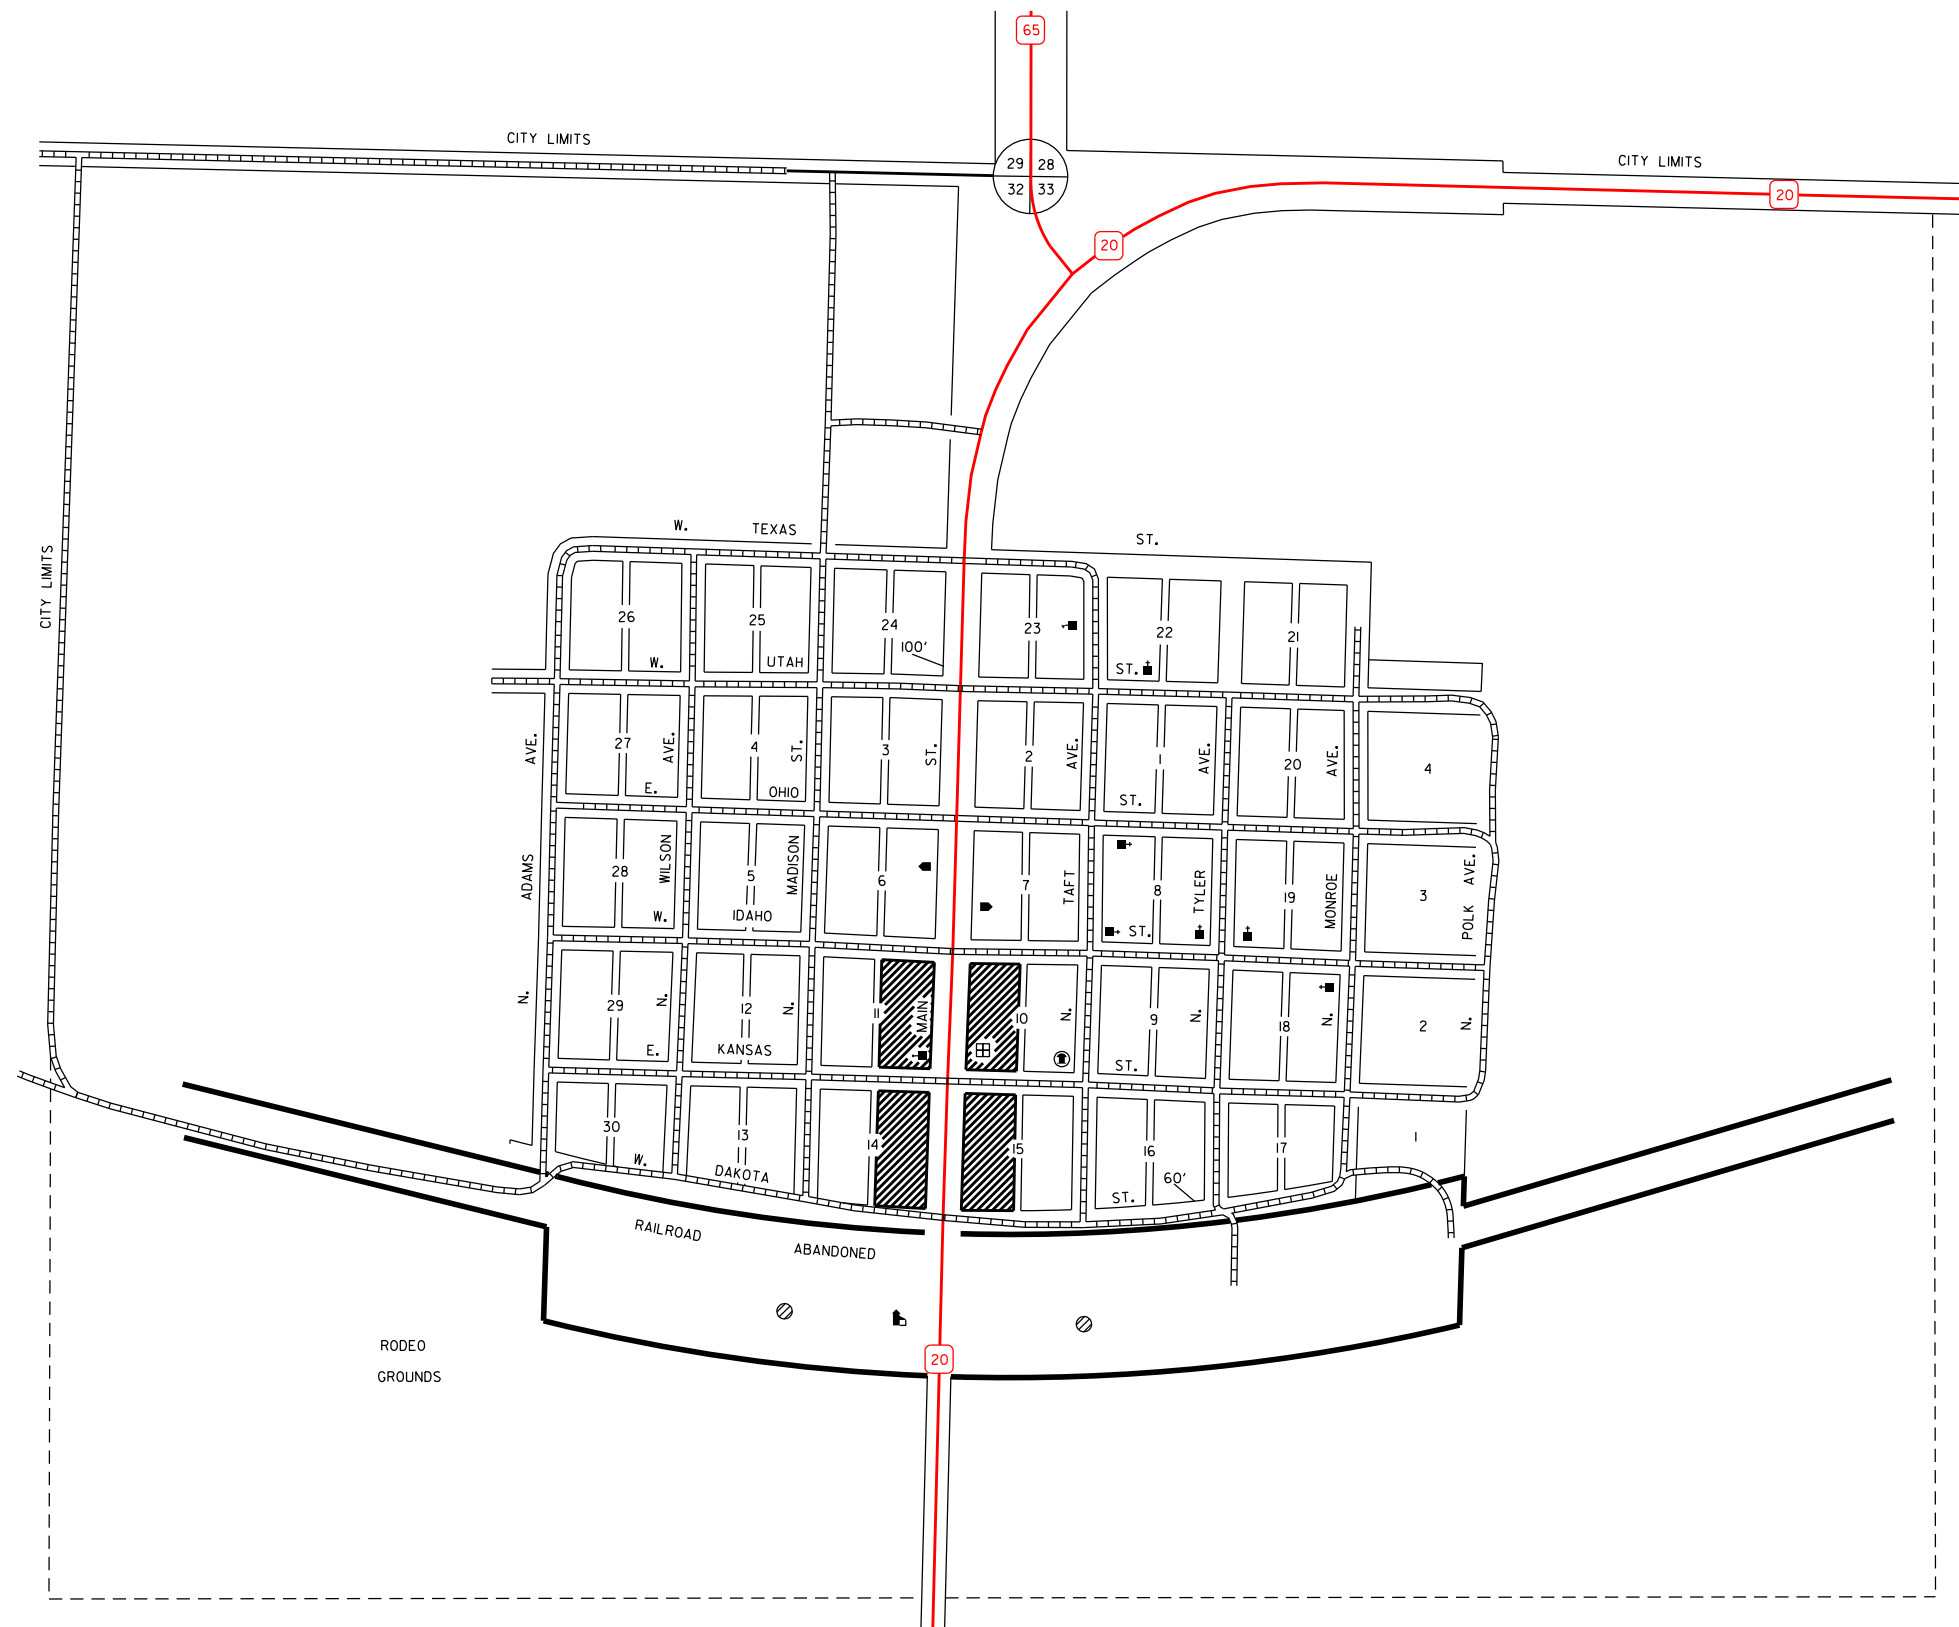 65
CITY LIMITS
29 28
32 33
CITY LIMITS
20
20
CITY LIMITS
W. TEXAS ST.
26
25
24
23
22
21
100'
W. UTAH ST.
27
4
3
2
1
20
4
AVE.
AVE.
ST.
ST.
AVE.
AVE.
AVE.
E. OHIO ST.
28
5
6
7
8
19
3
ADAMS
WILSON
MADISON
TAFT
TYLER
MONROE
POLK AVE.
W. IDAHO ST.
29
12
11
10
9
18
2
N.
N.
N.
MAIN
N.
N.
N.
N.
E. KANSAS ST.
30
13
14
15
16
17
1
W. DAKOTA ST.
60'
RAILROAD ABANDONED
RODEO
GROUNDS
20